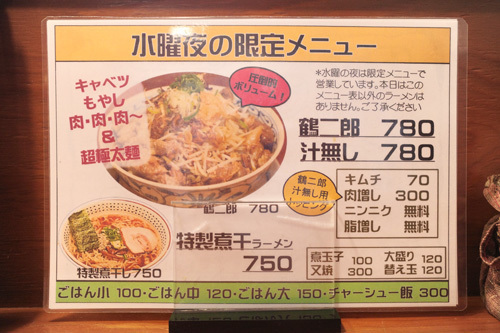 水曜夜の限定メニュー
キャベツ
もやし
肉・肉・肉～
&
超極太麺
圧倒的
ボリューム!
*水曜の夜は限定メニューで
営業しています。本日はこの
メニュー表以外のラーメン
はありません。ご了承ください
鶴二郎 780
汁無し 780
鶴二郎 780
鶴二郎
汁無し用
トッピング
キムチ 70
肉増し 300
ニンニク 無料
脂増し 無料
特製煮干ラーメン
750
特製煮干し750
煮玉子 100 大盛り 120
叉焼 300 替え玉 120
ごはん小 100・ごはん中 120・ごはん大 150・チャーシュー飯 300